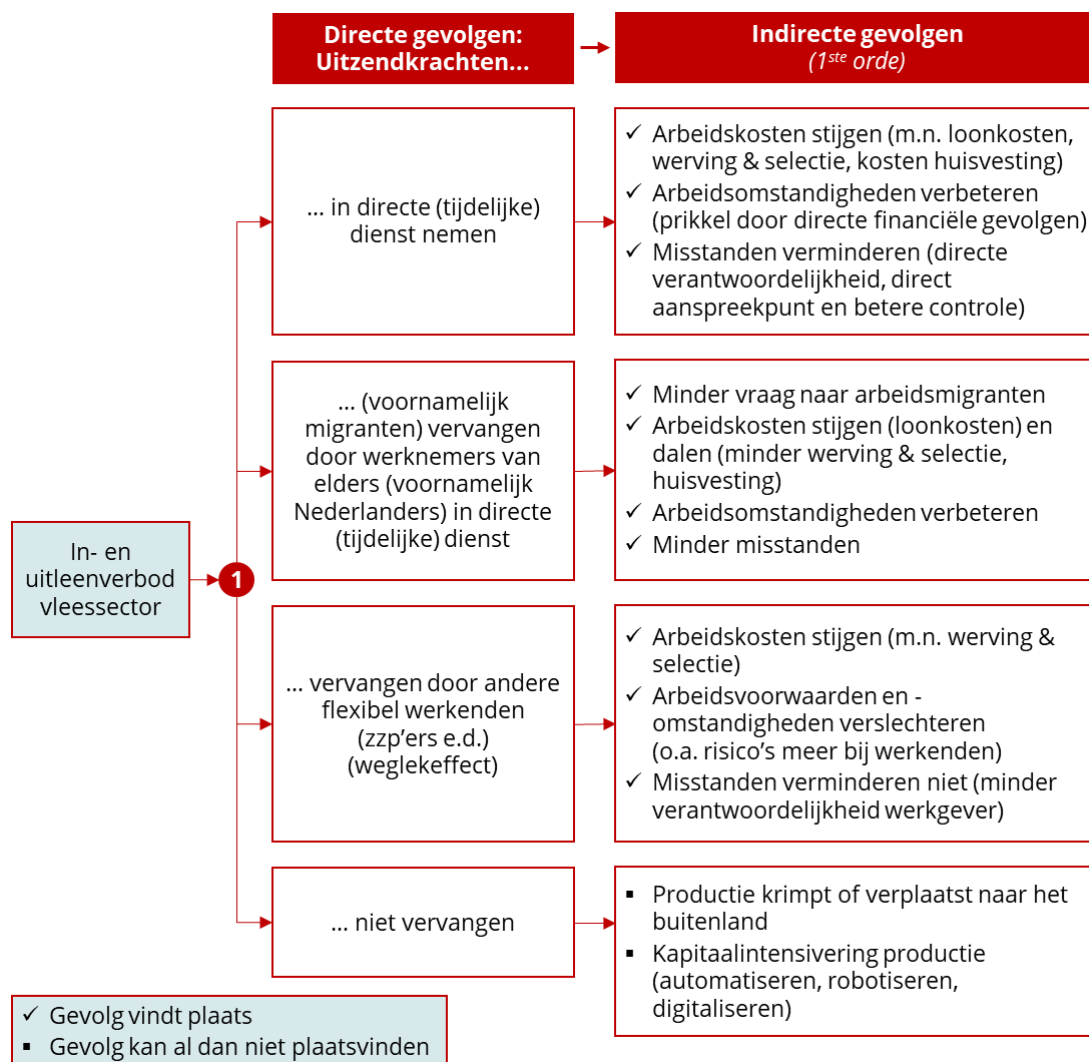 Directe gevolgen:
Uitzendkrachten...
Indirecte gevolgen
(1ste orde)
... in directe (tijdelijke)
dienst nemen
✓ Arbeidskosten stijgen (m.n. loonkosten,
werving & selectie, kosten huisvesting)
✓ Arbeidsomstandigheden verbeteren
(prikkel door directe financiële gevolgen)
✓ Misstanden verminderen (directe
verantwoordelijkheid, direct
aanspreekpunt en betere controle)
... (voornamelijk
migranten) vervangen
door werknemers van
elders (voornamelijk
Nederlanders) in directe
(tijdelijke) dienst
✓ Minder vraag naar arbeidsmigranten
✓ Arbeidskosten stijgen (loonkosten) en
dalen (minder werving & selectie,
huisvesting)
✓ Arbeidsomstandigheden verbeteren
✓ Minder misstanden
In- en
uitleenverbod
vleessector
1
... vervangen door andere
flexibel werkenden
(zzp'ers e.d.)
(weglekeffect)
✓ Arbeidskosten stijgen (m.n. werving &
selectie)
✓ Arbeidsvoorwaarden en -
omstandigheden verslechteren
(o.a. risico's meer bij werkenden)
✓ Misstanden verminderen niet (minder
verantwoordelijkheid werkgever)
... niet vervangen
▪ Productie krimpt of verplaatst naar het
buitenland
▪ Kapitaalintensivering productie
(automatiseren, robotiseren,
digitaliseren)
✓ Gevolg vindt plaats
▪ Gevolg kan al dan niet plaatsvinden